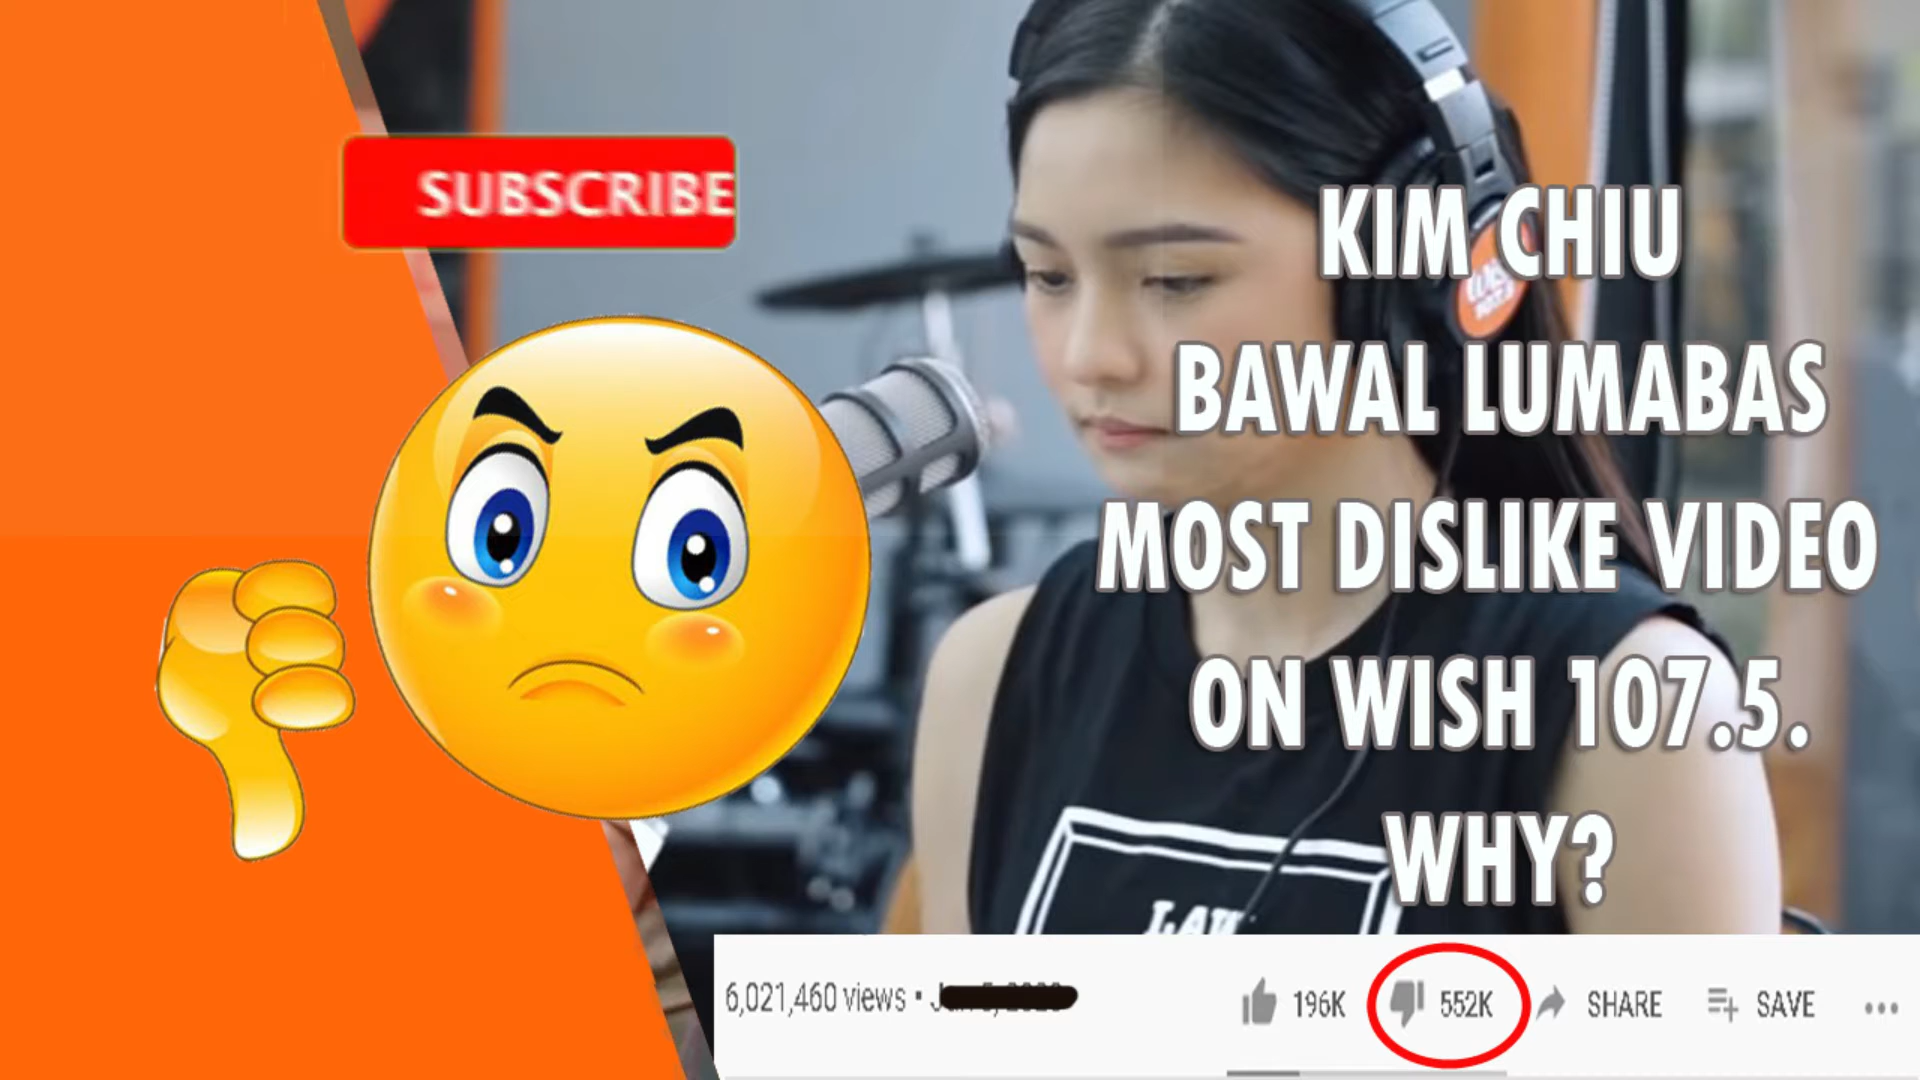 SUBSCRIBE
KIM CHIU
BAWAL LUMABAS
MOST DISLIKE VIDEO
ON WISH 107.5.
WHY?
LAW
6,021,460 views •
196K
552K
SHARE
SAVE